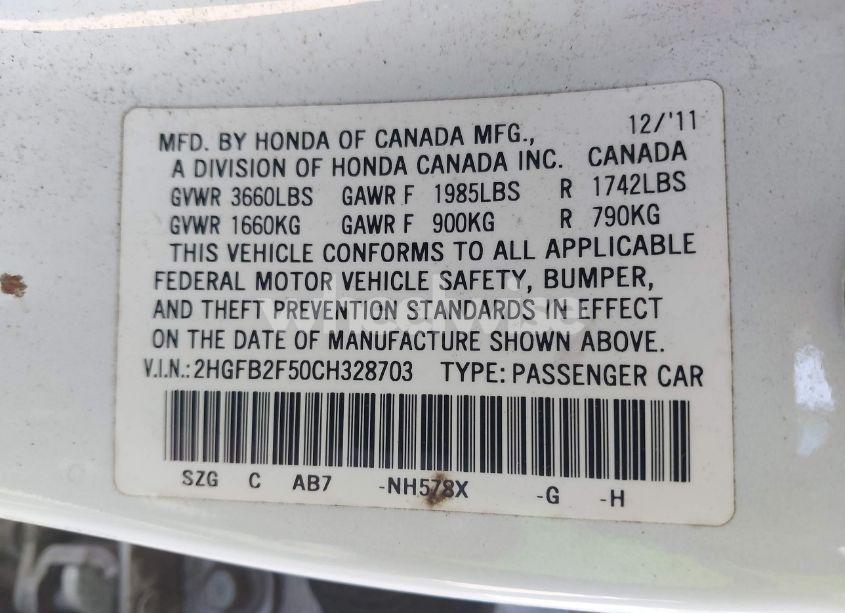 12/'11
MFD. BY HONDA OF CANADA MFG.,
A DIVISION OF HONDA CANADA INC. CANADA
GVWR 3660LBS GAWR F 1985LBS R 1742LBS
GVWR 1660KG GAWR F 900KG R 790KG
THIS VEHICLE CONFORMS TO ALL APPLICABLE
FEDERAL MOTOR VEHICLE SAFETY, BUMPER,
AND THEFT PREVENTION STANDARDS IN EFFECT
ON THE DATE OF MANUFACTURE SHOWN ABOVE.
V.I.N.:2HGFB2F50CH328703 TYPE:PASSENGER CAR
SZG C AB7 -NH578X -G -H